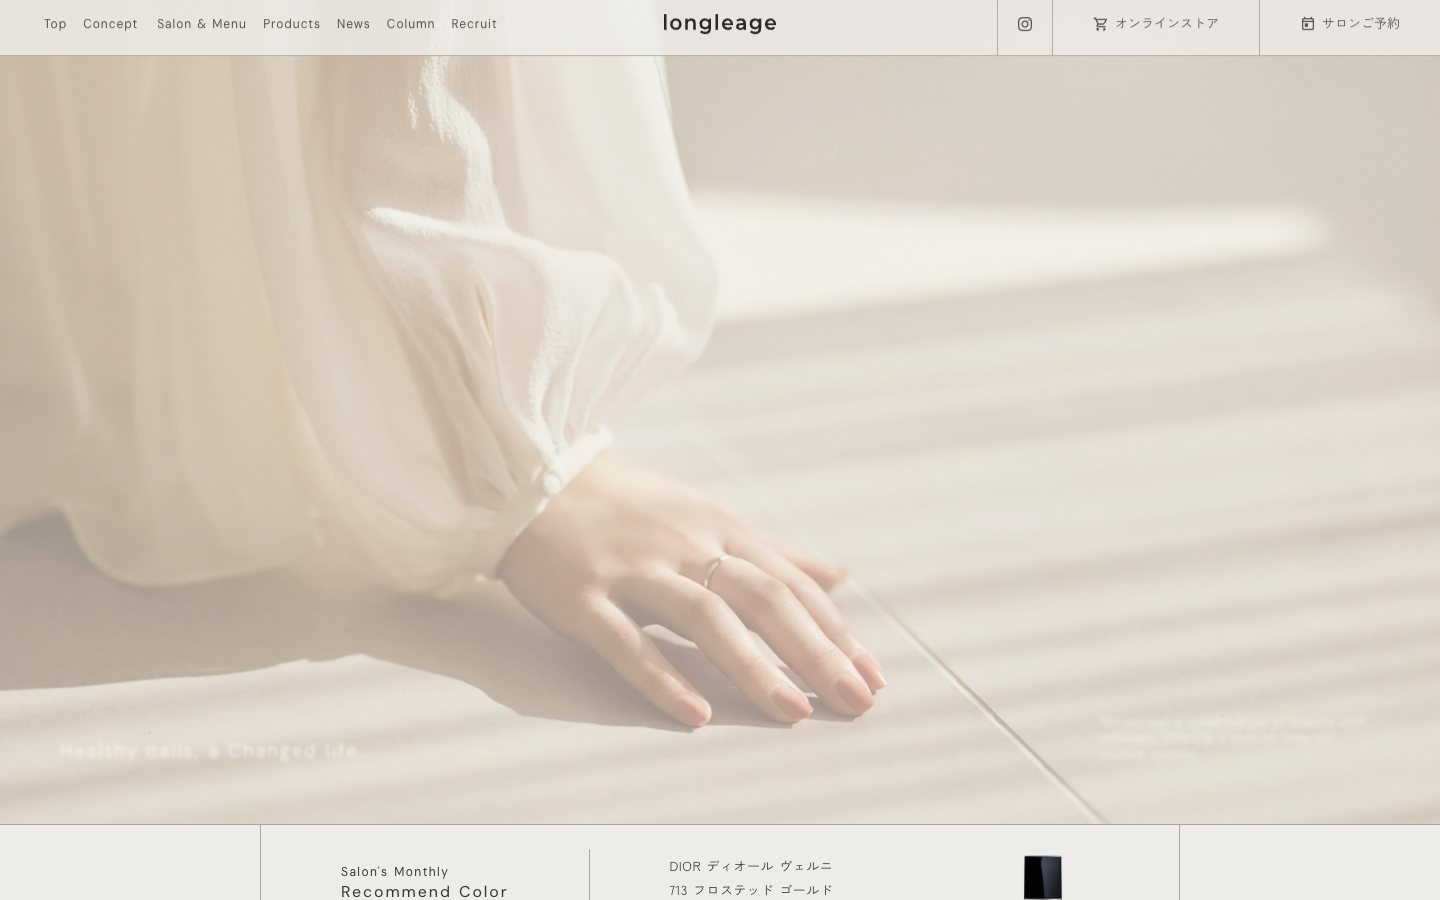 Top Concept Salon & Menu Products News Column Recruit
longleage
オンラインストア
サロンご予約
Healthy nails, a Changed life
Salon's Monthly
Recommend Color
DIOR ディオール ヴェルニ
713 フロステッド ゴールド